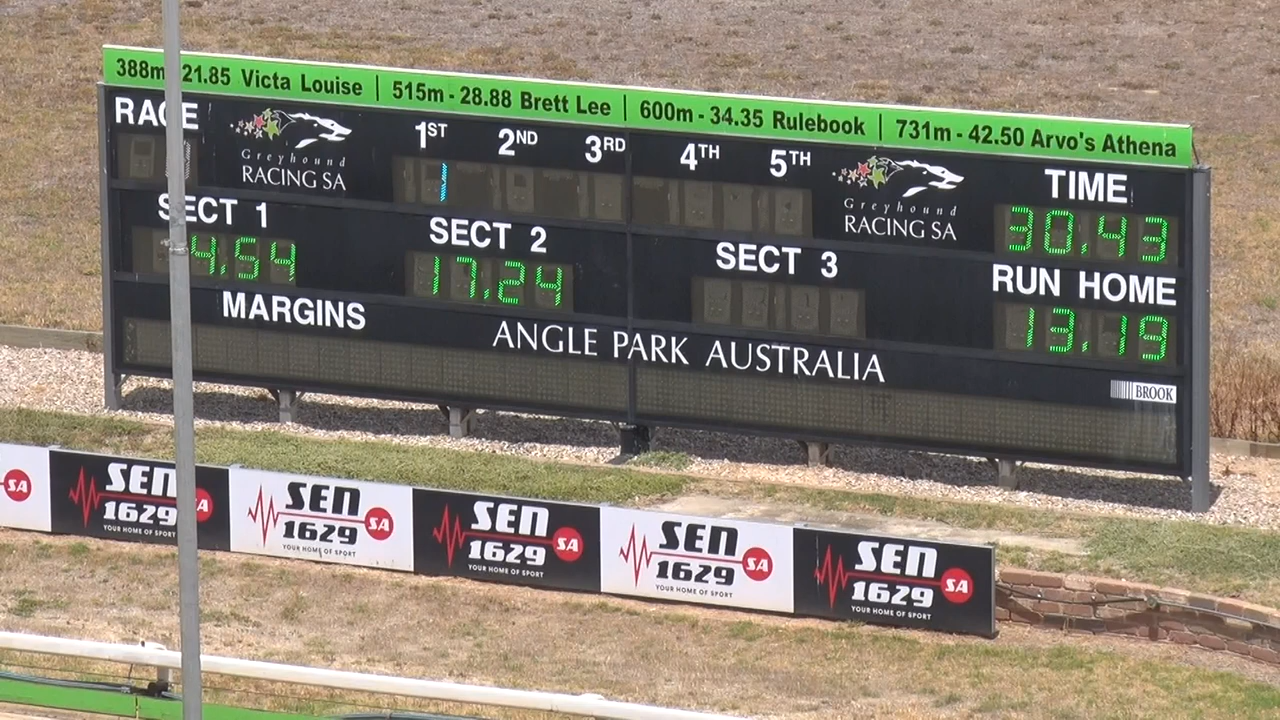 388m - 21.85 Victa Louise | 515m - 28.88 Brett Lee | 600m - 34.35 Rulebook | 731m - 42.50 Arvo's Athena
RACE
Greyhound
RACING SA
1ST 2ND 3RD 4TH 5TH
1
Greyhound
RACING SA
TIME
30.43
SECT 1
4.54
SECT 2
17.24
SECT 3
RUN HOME
13.19
MARGINS
ANGLE PARK AUSTRALIA
BROOK
SA
SEN
1629
A
YOUR HOME OF SPORT
SEN
1629
SA
YOUR HOME OF SPORT
SEN
1629
SA
YOUR HOME OF SPORT
SEN
1629
SA
YOUR HOME OF SPORT
SEN
1629
SA
YOUR HOME OF SPORT